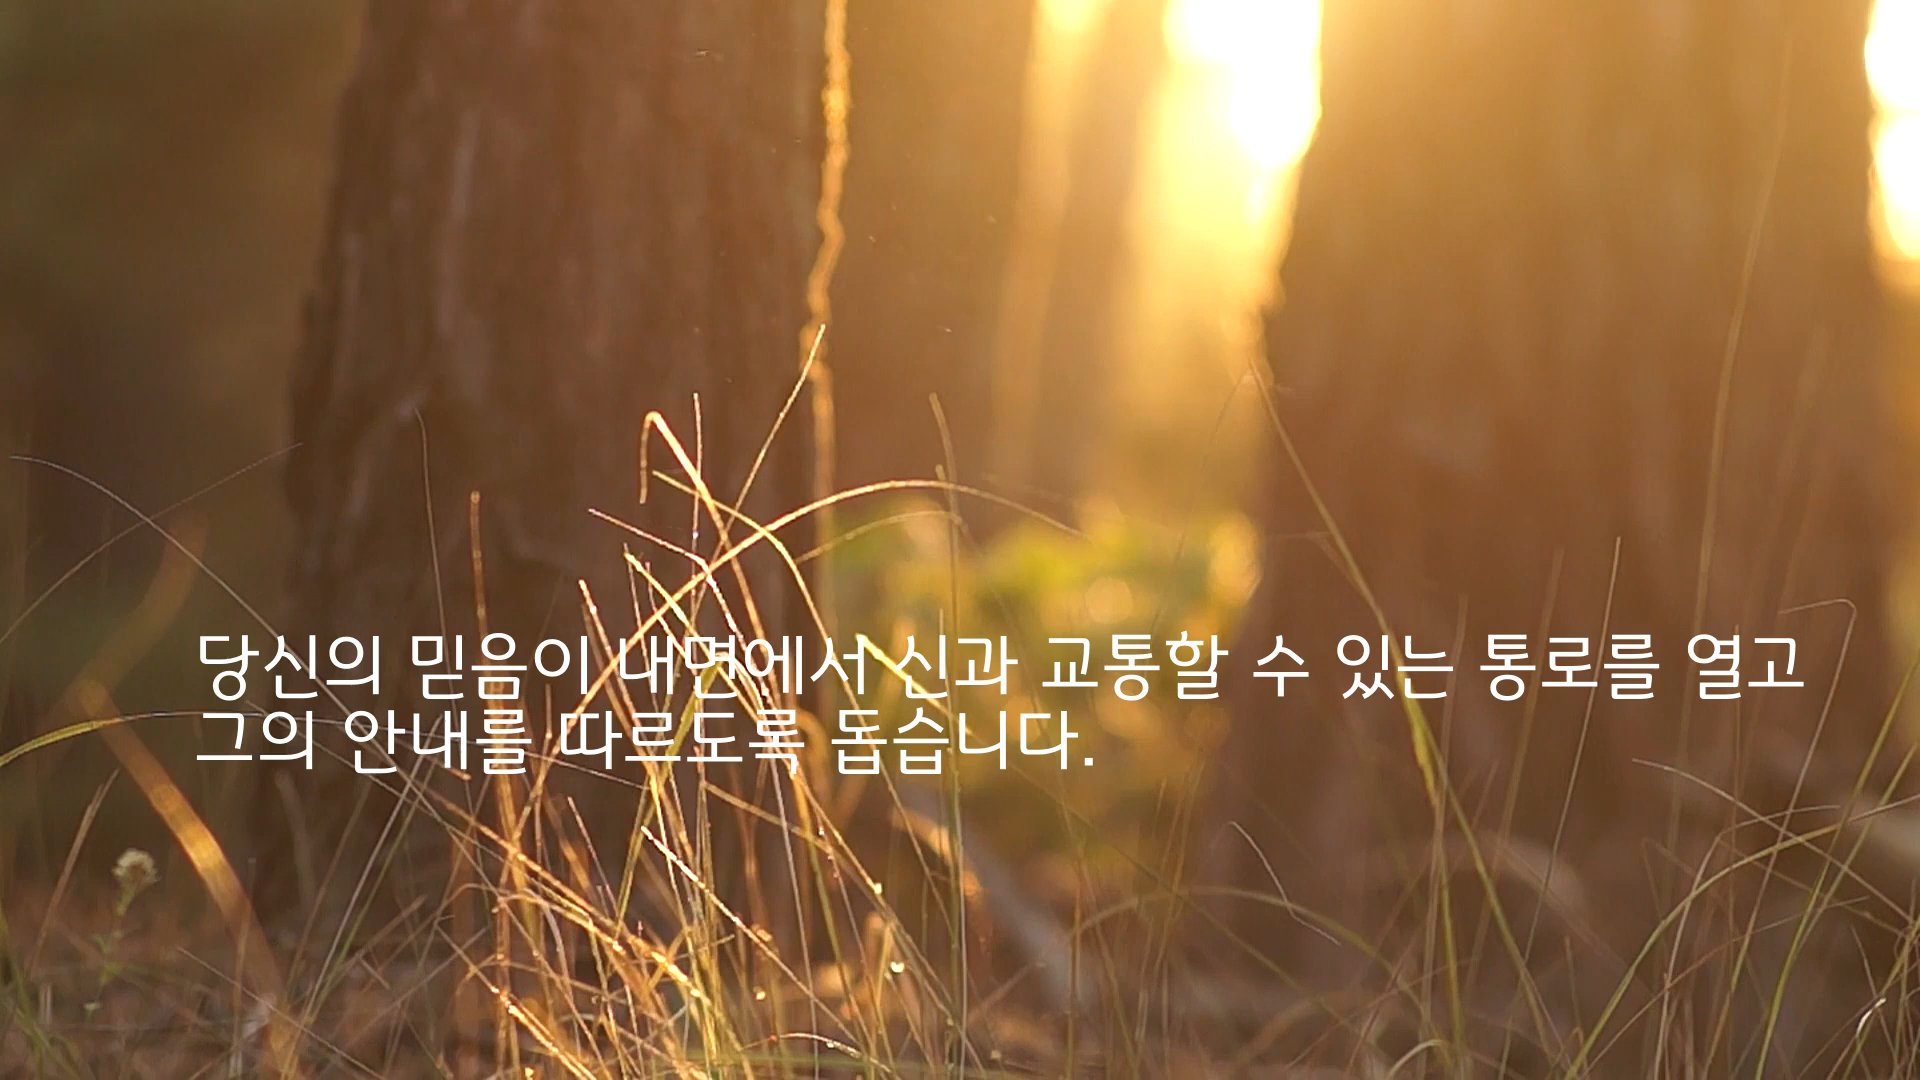 당신의 믿음이 내면에서 신과 교통할 수 있는 통로를 열고
그의 안내를 따르도록 돕습니다.